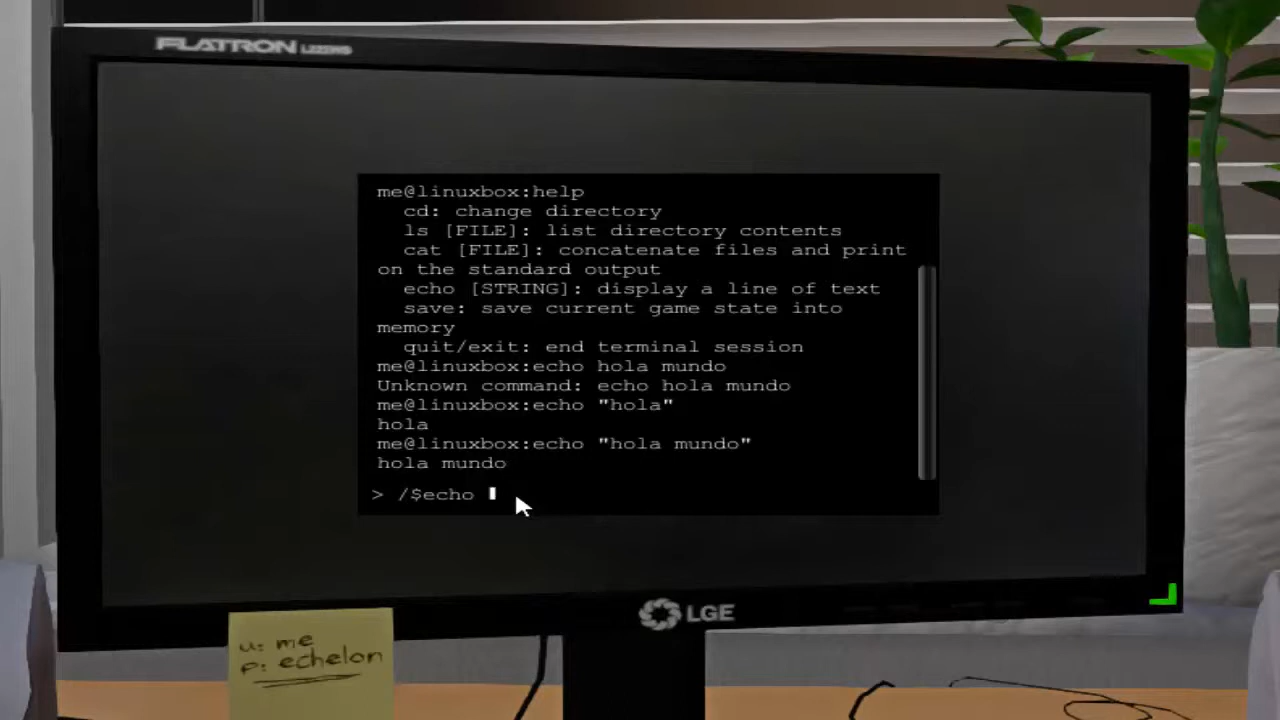 FLATRON
me@linuxbox:help
cd: change directory
ls [FILE]: list directory contents
cat [FILE]: concatenate files and print
on the standard output
echo [STRING]: display a line of text
save: save current game state into
memory
quit/exit: end terminal session
me@linuxbox:echo hola mundo
Unknown command: echo hola mundo
me@linuxbox:echo "hola"
hola
me@linuxbox:echo "hola mundo"
hola mundo
> /$echo
LGE
u: me
p: echelon